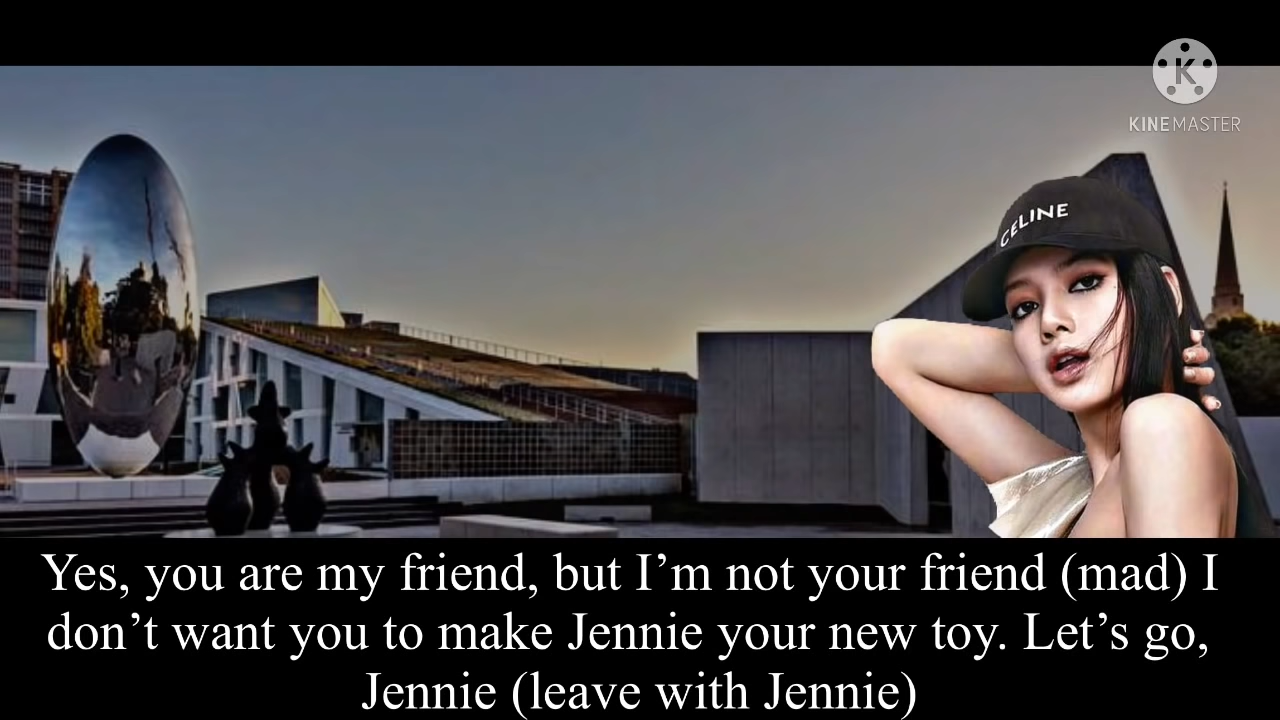 K
KINEMASTER
CELINE
Yes, you are my friend, but I’m not your friend (mad) I
don’t want you to make Jennie your new toy. Let’s go,
Jennie (leave with Jennie)